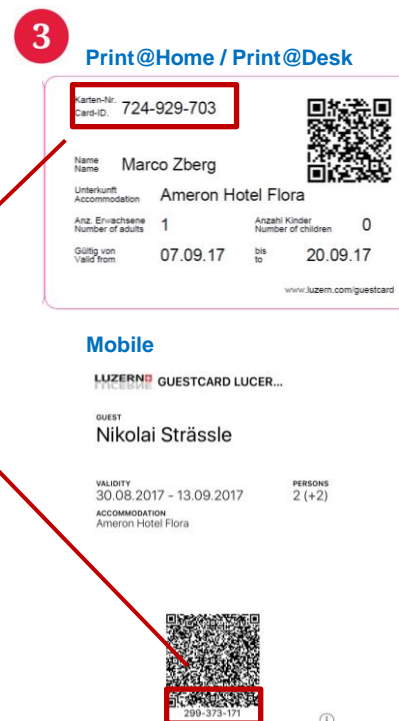 3
Print@Home / Print@Desk
Karten-Nr.
Card-ID. 724-929-703
Name
Name Marco Zberg
Unterkunft
Accommodation Ameron Hotel Flora
Anz. Erwachsene
Number of adults 1
Anzahl Kinder
Number of children 0
Gültig von
Valid from 07.09.17
bis
to 20.09.17
www.luzern.com/guestcard
Mobile
LUZERN GUESTCARD LUCER...
LUCERNE
GUEST
Nikolai Strässle
VALIDITY PERSONS
30.08.2017 - 13.09.2017 2 (+2)
ACCOMMODATION
Ameron Hotel Flora
299-373-171